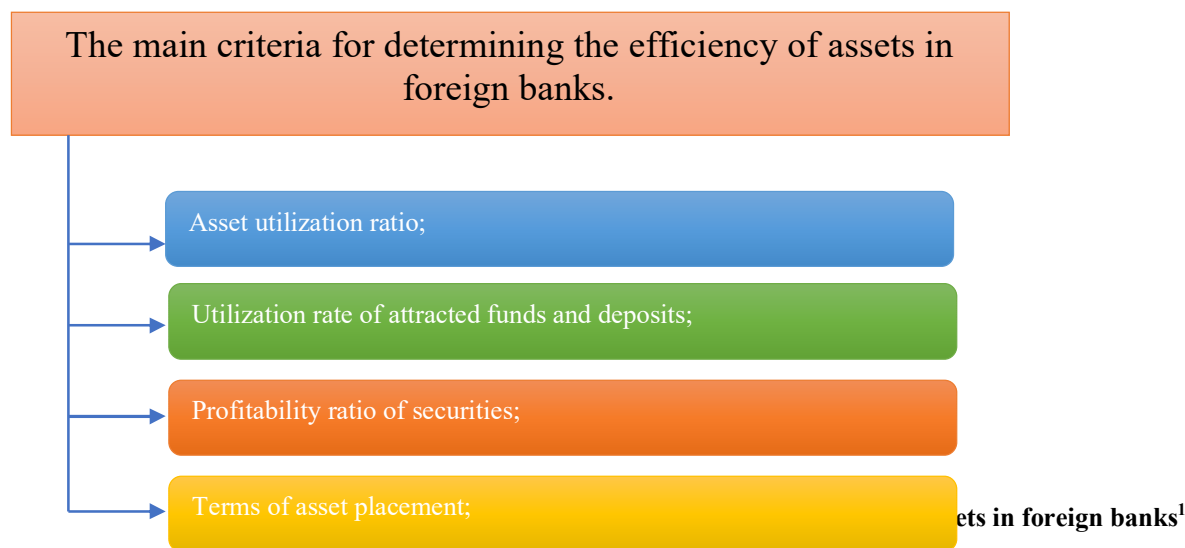 The main criteria for determining the efficiency of assets in
foreign banks.
Asset utilization ratio;
Utilization rate of attracted funds and deposits;
Profitability ratio of securities;
Terms of asset placement;
in foreign banks¹